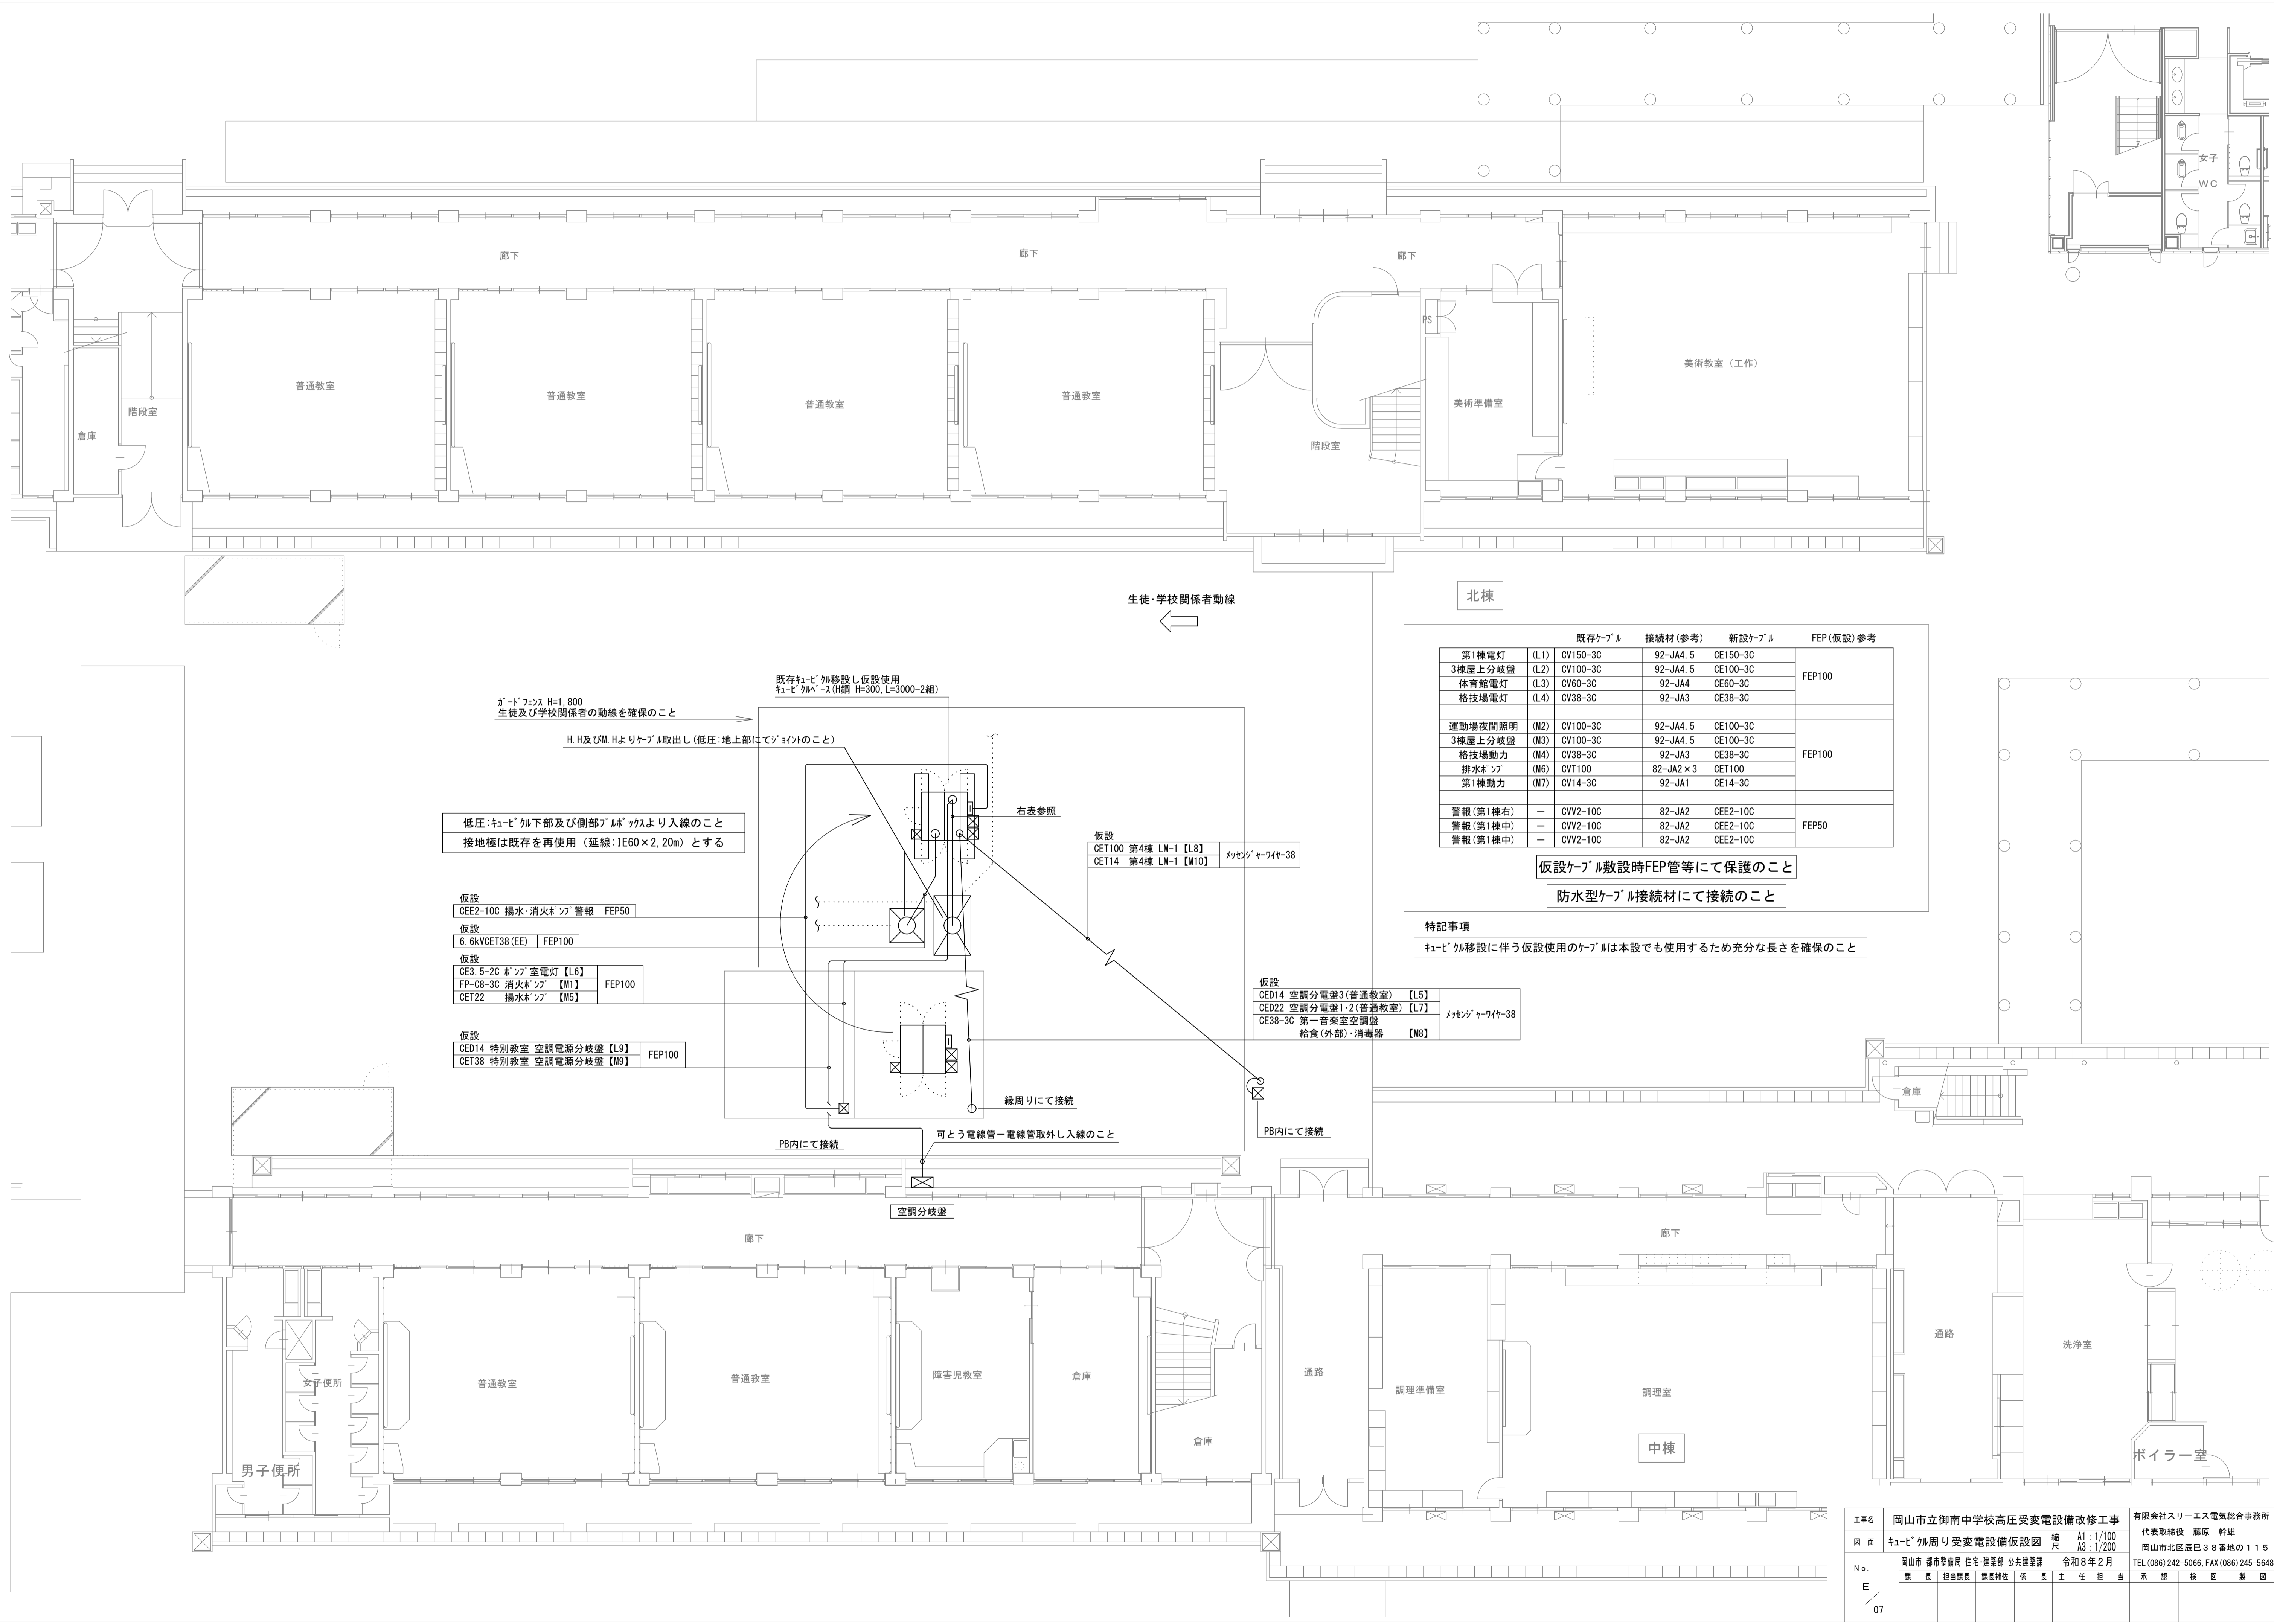 女子
WC
廊下
廊下
廊下
PS
普通教室
普通教室
普通教室
普通教室
階段室
倉庫
階段室
美術準備室
美術教室（工作）
生徒・学校関係者動線
北棟
既存ｹｰﾌﾞﾙ 接続材(参考) 新設ｹｰﾌﾞﾙ FEP(仮設)参考
第1棟電灯 (L1) CV150-3C 92-JA4.5 CE150-3C FEP100
3棟屋上分岐盤 (L2) CV100-3C 92-JA4.5 CE100-3C
体育館電灯 (L3) CV60-3C 92-JA4 CE60-3C
格技場電灯 (L4) CV38-3C 92-JA3 CE38-3C
運動場夜間照明 (M2) CV100-3C 92-JA4.5 CE100-3C FEP100
3棟屋上分岐盤 (M3) CV100-3C 92-JA4.5 CE100-3C
格技場動力 (M4) CV38-3C 92-JA3 CE38-3C
排水ﾎﾟﾝﾌﾟ (M6) CVT100 82-JA2×3 CET100
第1棟動力 (M7) CV14-3C 92-JA1 CE14-3C
警報(第1棟右) － CVV2-10C 82-JA2 CEE2-10C FEP50
警報(第1棟中) － CVV2-10C 82-JA2 CEE2-10C
警報(第1棟中) － CVV2-10C 82-JA2 CEE2-10C
仮設ｹｰﾌﾞﾙ敷設時FEP管等にて保護のこと
防水型ｹｰﾌﾞﾙ接続材にて接続のこと
特記事項
ｷｭｰﾋﾞｸﾙ移設に伴う仮設使用のｹｰﾌﾞﾙは本設でも使用するため充分な長さを確保のこと
既存ｷｭｰﾋﾞｸﾙ移設し仮設使用
ｷｭｰﾋﾞｸﾙﾍﾞｰｽ(H鋼 H=300,L=3000-2組)
ｶﾞｰﾄﾞﾌｪﾝｽ H=1,800
生徒及び学校関係者の動線を確保のこと
H.H及びM.Hよりｹｰﾌﾞﾙ取出し(低圧:地上部にてｼﾞｮｲﾝﾄのこと)
右表参照
低圧:ｷｭｰﾋﾞｸﾙ下部及び側部ﾌﾟﾙﾎﾞｯｸｽより入線のこと
接地極は既存を再使用（延線:IE60×2,20m）とする
仮設
CET100 第4棟 LM-1【L8】 ﾒｯｾﾝｼﾞｬｰﾜｲﾔｰ38
CET14 第4棟 LM-1【M10】
仮設
CEE2-10C 揚水・消火ﾎﾟﾝﾌﾟ警報 FEP50
仮設
6.6kVCET38(EE) FEP100
仮設
CE3.5-2C ﾎﾟﾝﾌﾟ室電灯【L6】 FEP100
FP-C8-3C 消火ﾎﾟﾝﾌﾟ 【M1】
CET22 揚水ﾎﾟﾝﾌﾟ 【M5】
仮設
CED14 特別教室 空調電源分岐盤【L9】 FEP100
CET38 特別教室 空調電源分岐盤【M9】
仮設
CED14 空調分電盤3(普通教室) 【L5】 ﾒｯｾﾝｼﾞｬｰﾜｲﾔｰ38
CED22 空調分電盤1・2(普通教室)【L7】
CE38-3C 第一音楽室空調盤
給食(外部)・消毒器 【M8】
縁周りにて接続
PB内にて接続
可とう電線管－電線管取外し入線のこと
PB内にて接続
空調分岐盤
倉庫
廊下
廊下
女子便所
男子便所
普通教室
普通教室
障害児教室
倉庫
倉庫
通路
調理準備室
調理室
中棟
通路
洗浄室
ボイラー室
工事名 岡山市立御南中学校高圧受変電設備改修工事
図面 ｷｭｰﾋﾞｸﾙ周り受変電設備仮設図 縮尺 A1：1/100
A3：1/200
No. E/07
岡山市 都市整備局 住宅・建築部 公共建築課 令和８年２月
課長 担当課長 課長補佐 係長 主任 担当 承認 検図 製図
有限会社スリーエス電気総合事務所
代表取締役 藤原 幹雄
岡山市北区辰巳３８番地の１１５
TEL(086)242-5066,FAX(086)245-5648